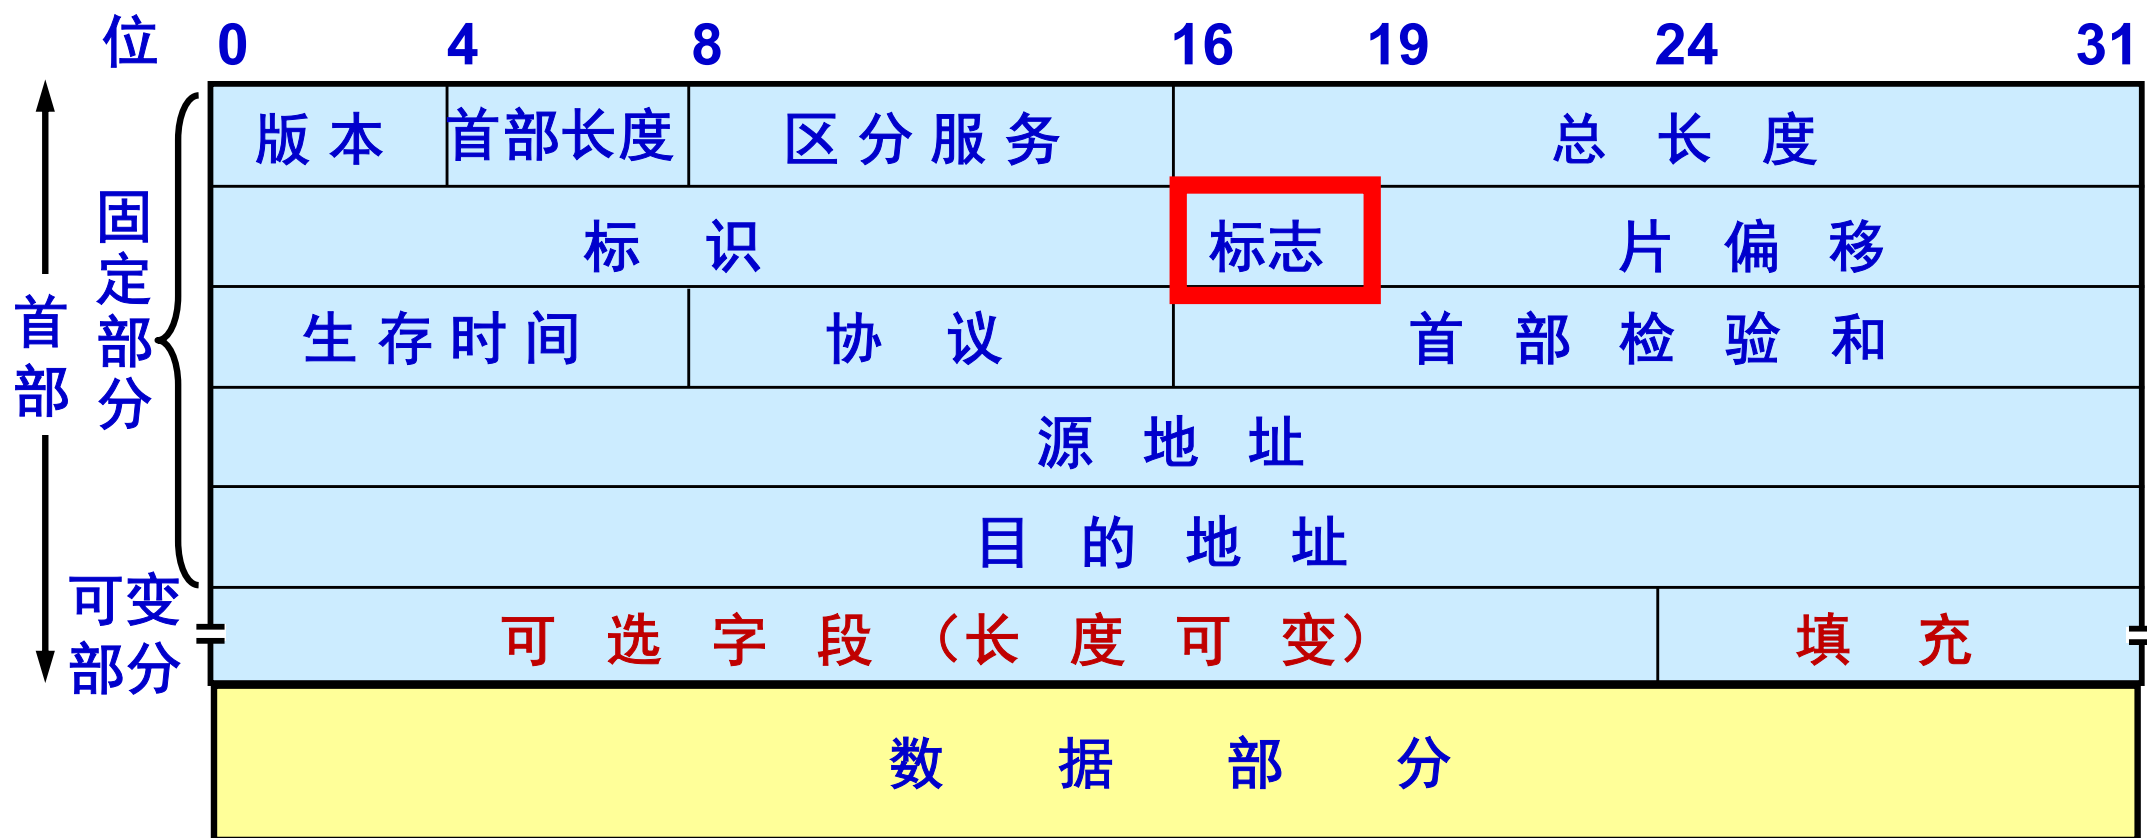 位 0 4 8 16 19 24 31
版本 首部长度 区分服务 总长度
标识 标志 片偏移
生存时间 协议 首部检验和
源地址
目的地址
可选字段（长度可变） 填充
数据部分
首部
固定部分
可变
部分